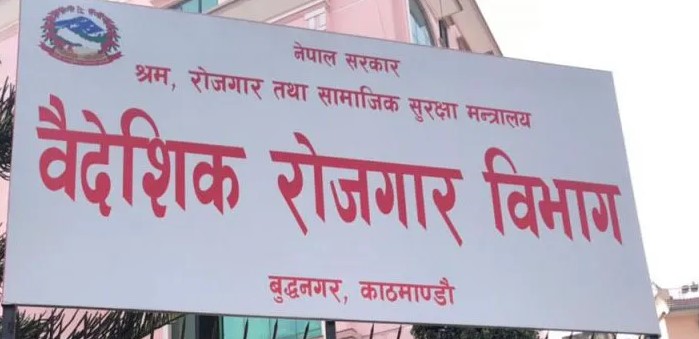 नेपाल सरकार
श्रम, रोजगार तथा सामाजिक सुरक्षा मन्त्रालय
वैदेशिक रोजगार विभाग
बुद्धनगर, काठमाण्डौ